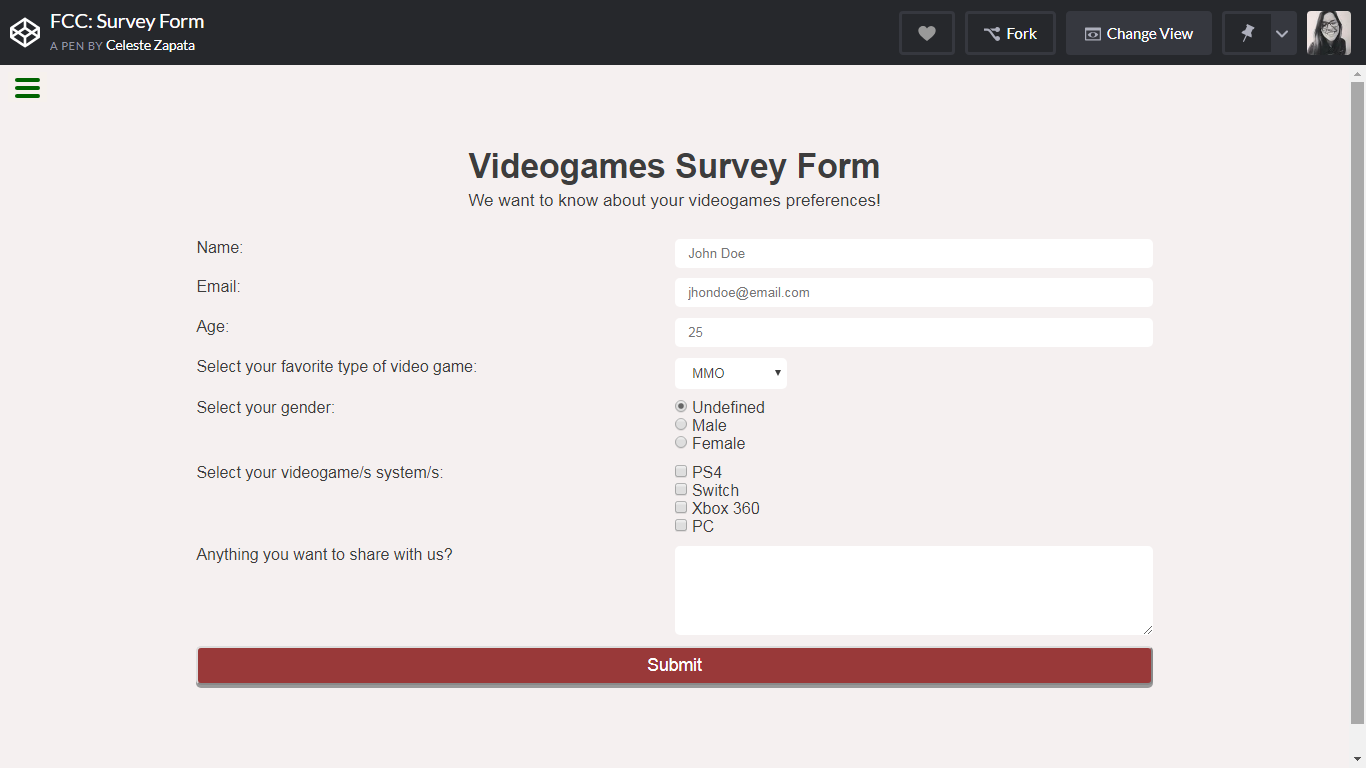 FCC: Survey Form
A PEN BY Celeste Zapata
Fork
Change View
Videogames Survey Form
We want to know about your videogames preferences!
Name:
John Doe
Email:
jhondoe@email.com
Age:
25
Select your favorite type of video game:
MMO
Select your gender:
Undefined
Male
Female
Select your videogame/s system/s:
PS4
Switch
Xbox 360
PC
Anything you want to share with us?
Submit